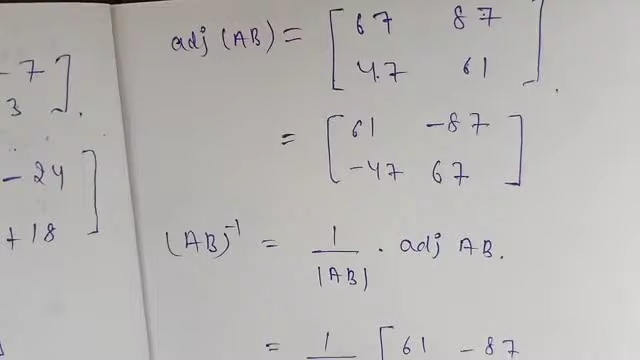 adj (AB) = [ 67 87
47 61 ].
= [ 61 -87
-47 67 ]
(AB)^-1 = 1/|AB| . adj AB.
= 1 [ 61 -87
- 7
3 ].
- 24
+ 18 ]